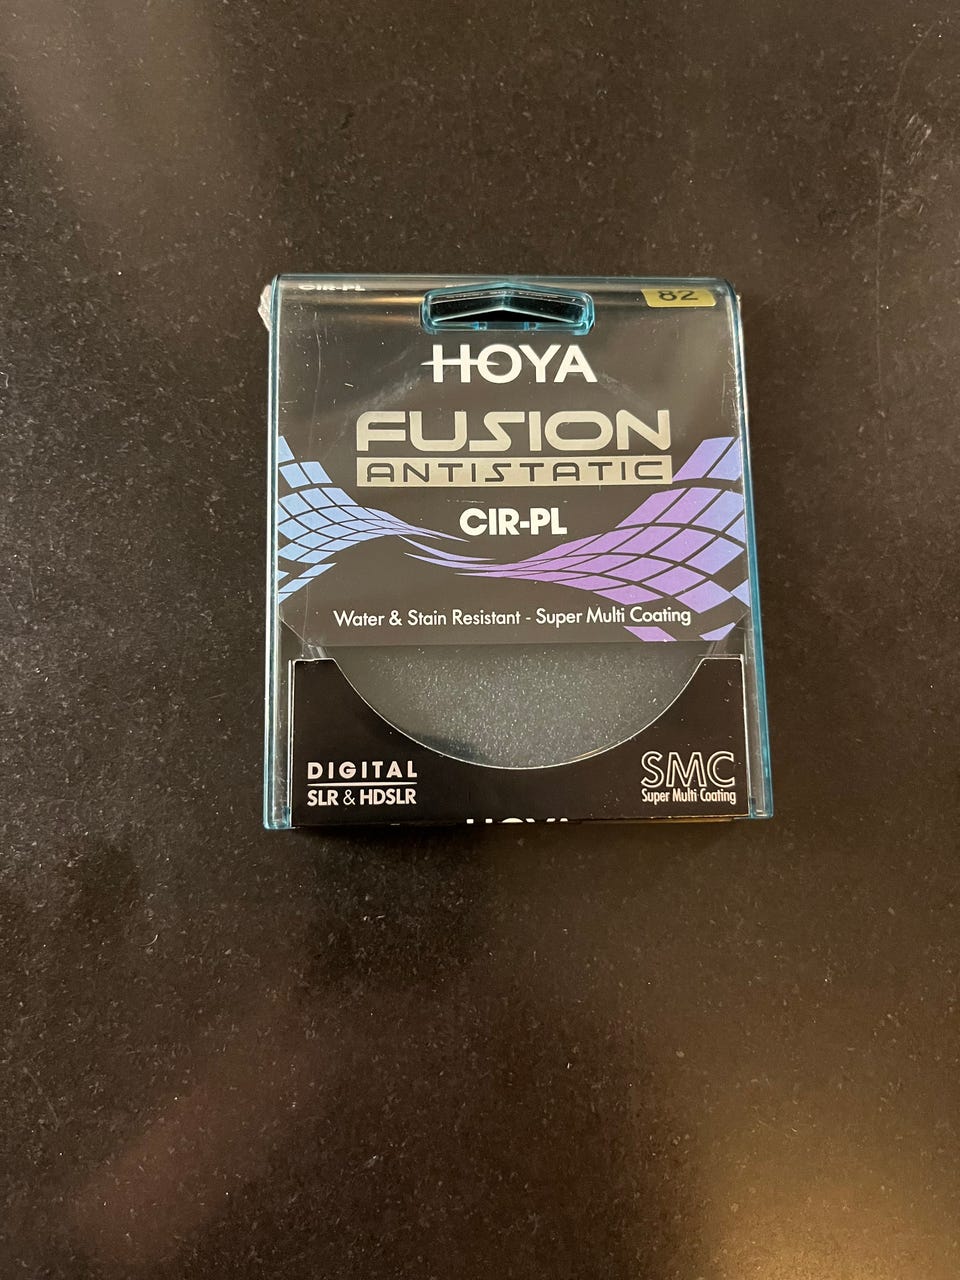 CIR-PL
82
HOYA
FUSION
ANTISTATIC
CIR-PL
Water & Stain Resistant - Super Multi Coating
DIGITAL
SLR & HDSLR
SMC
Super Multi Coating
HOYA